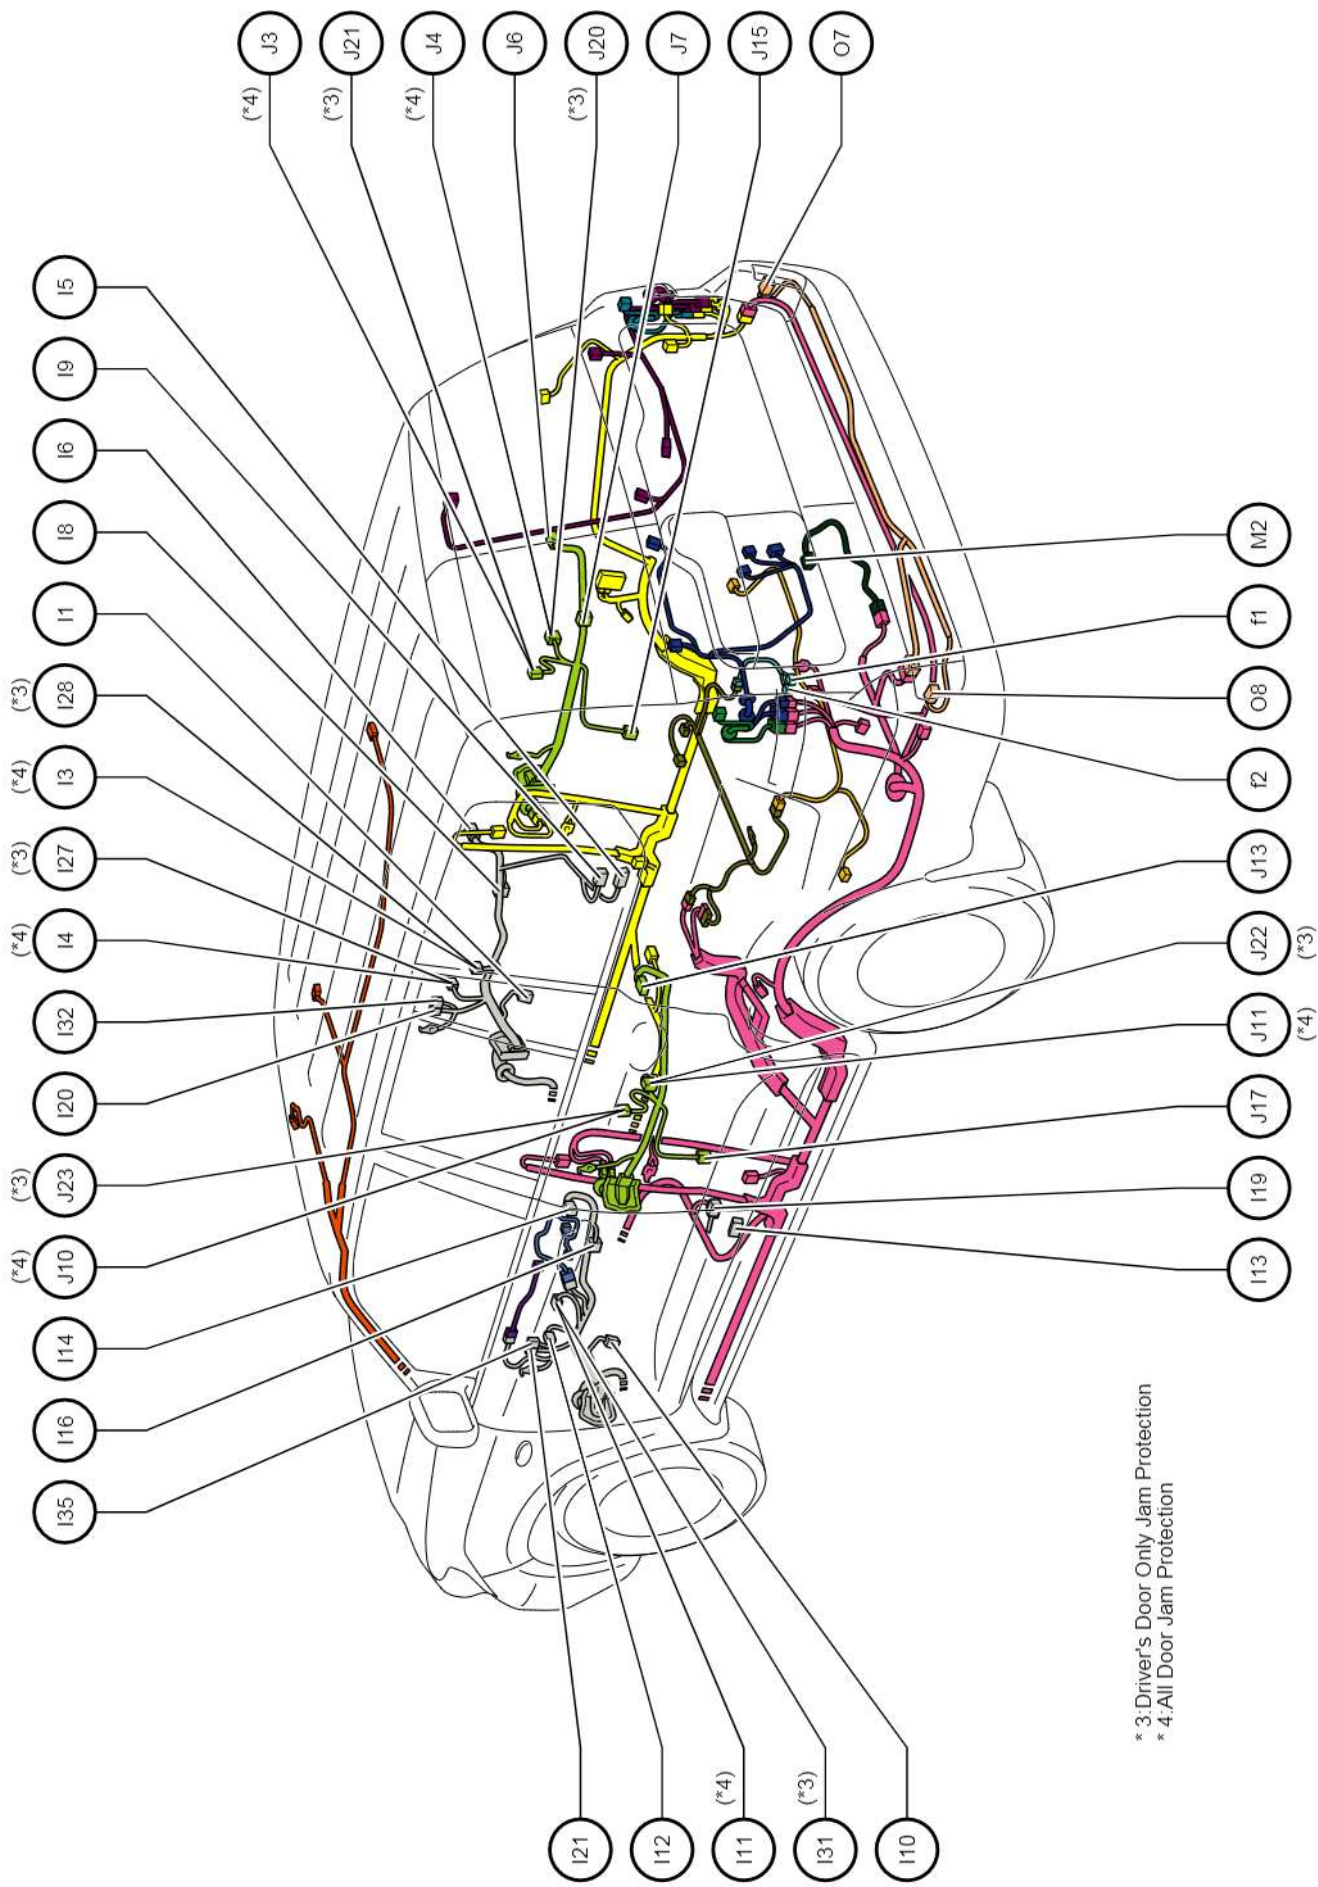 (*4)
(*3)
(*4)
(*3)
(*4)
(*3)
I35
I16
I14
J10
J23
I20
I32
I4
I27
I3
I28
I1
I8
I6
I9
I5
(*4) J3
(*3) J21
(*4) J4
J6
(*3) J20
J7
J15
O7
I21
I12
I11 (*4)
I31 (*3)
I10
* 3:Driver's Door Only Jam Protection
* 4:All Door Jam Protection
I13
I19
J17
J11
J22
J13
f2
O8
f1
M2
(*4)
(*3)